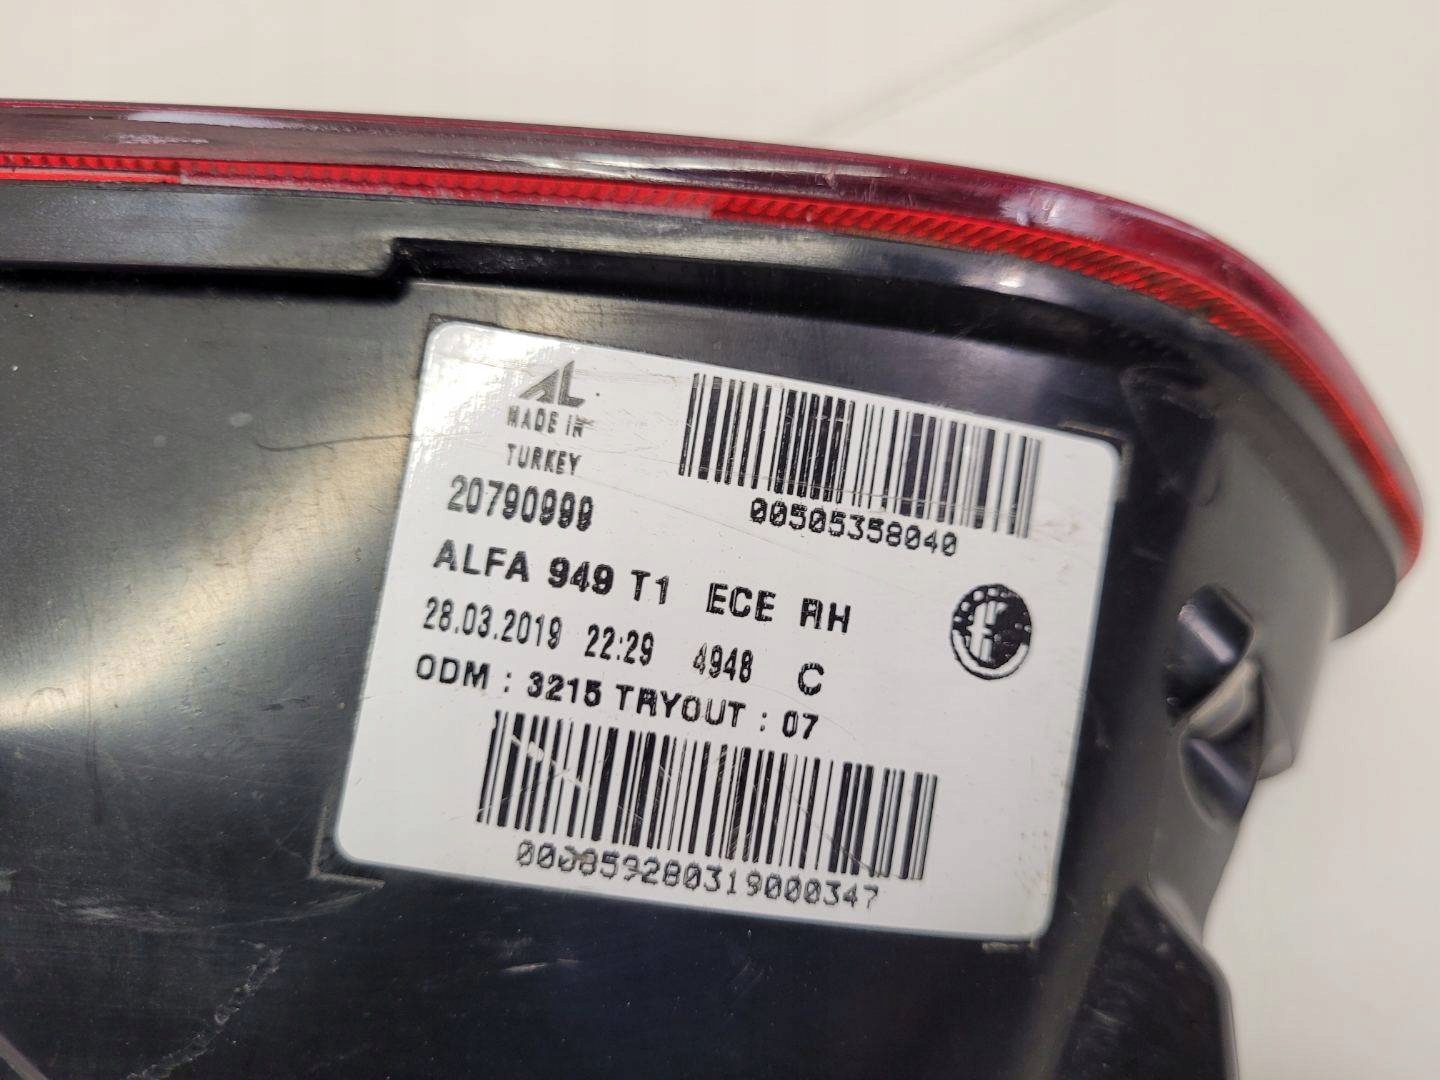 AL
MADE IN
TURKEY
20790999
00505358040
ALFA 949 T1 ECE RH
28.03.2019 22:29 4948 C
ODM : 3215 TRYOUT : 07
000859280319000347